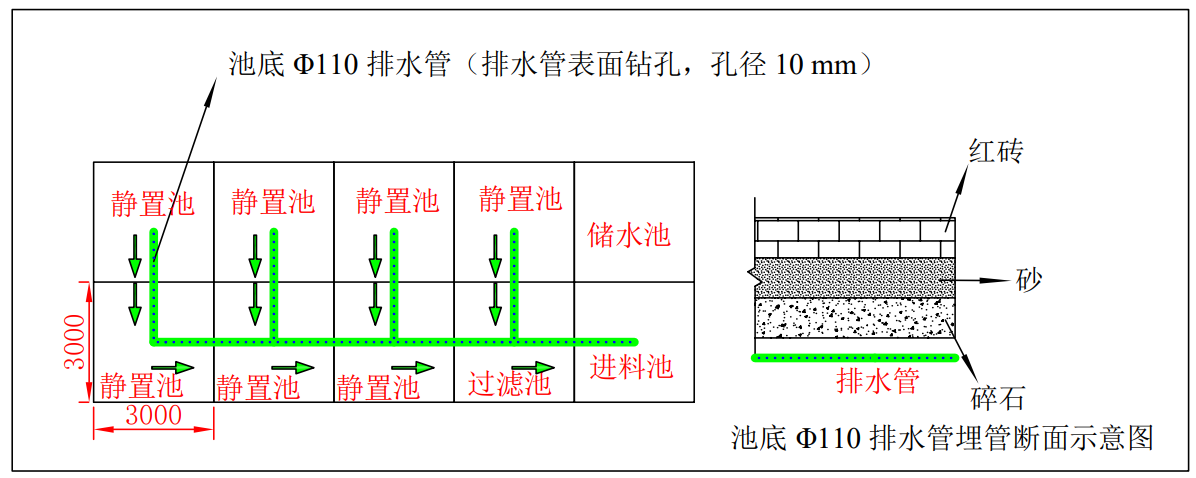 池底 Φ110 排水管（排水管表面钻孔，孔径 10 mm）
红砖
静置池
静置池
静置池
静置池
储水池
砂
3000
静置池
静置池
静置池
过滤池
进料池
排水管
碎石
3000
池底 Φ110 排水管埋管断面示意图